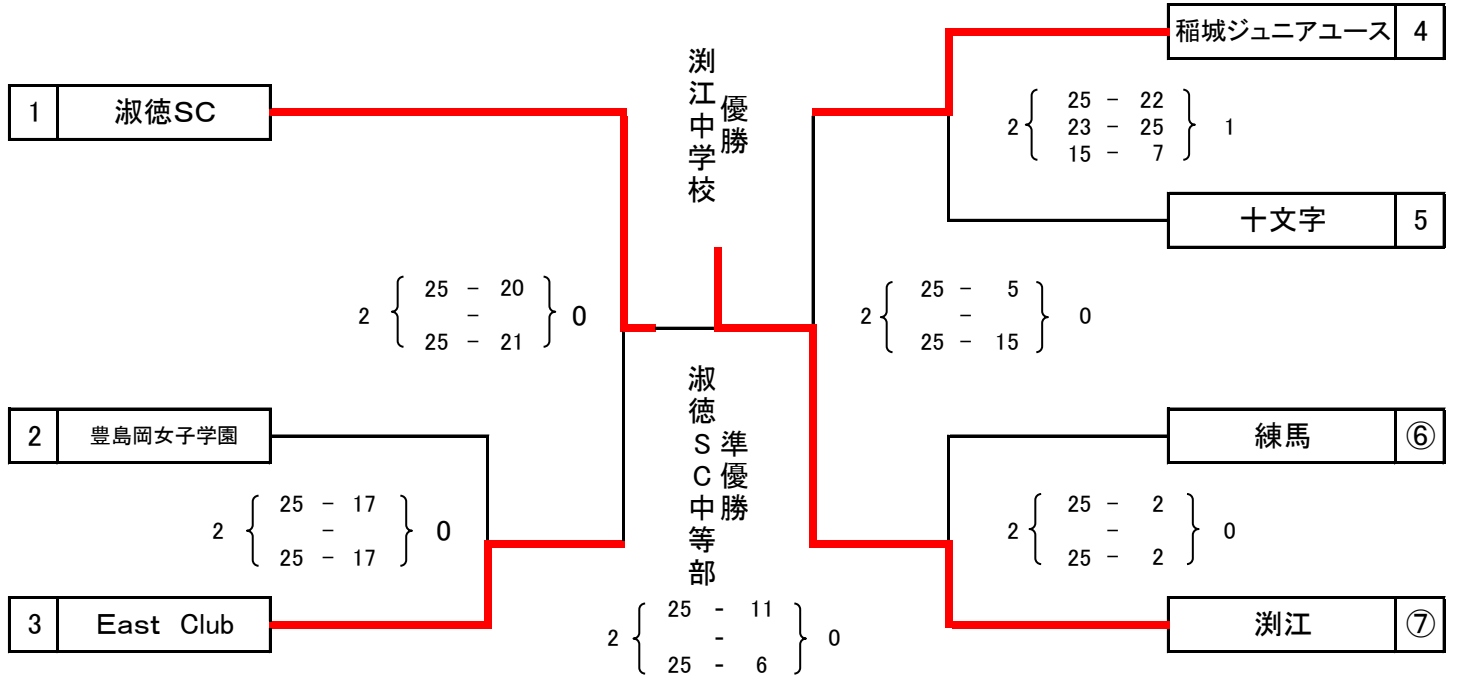 1 淑徳SC
2 豊島岡女子学園
3 East Club
2 { 25 - 20 } 0
-
25 - 21
2 { 25 - 17 } 0
-
25 - 17
優勝
渕江中学校
準優勝
淑徳SC中等部
2 { 25 - 11 } 0
-
25 - 6
稲城ジュニアユース 4
2 { 25 - 22 } 1
23 - 25
15 - 7
十文字 5
2 { 25 - 5 } 0
-
25 - 15
練馬 ⑥
2 { 25 - 2 } 0
-
25 - 2
渕江 ⑦